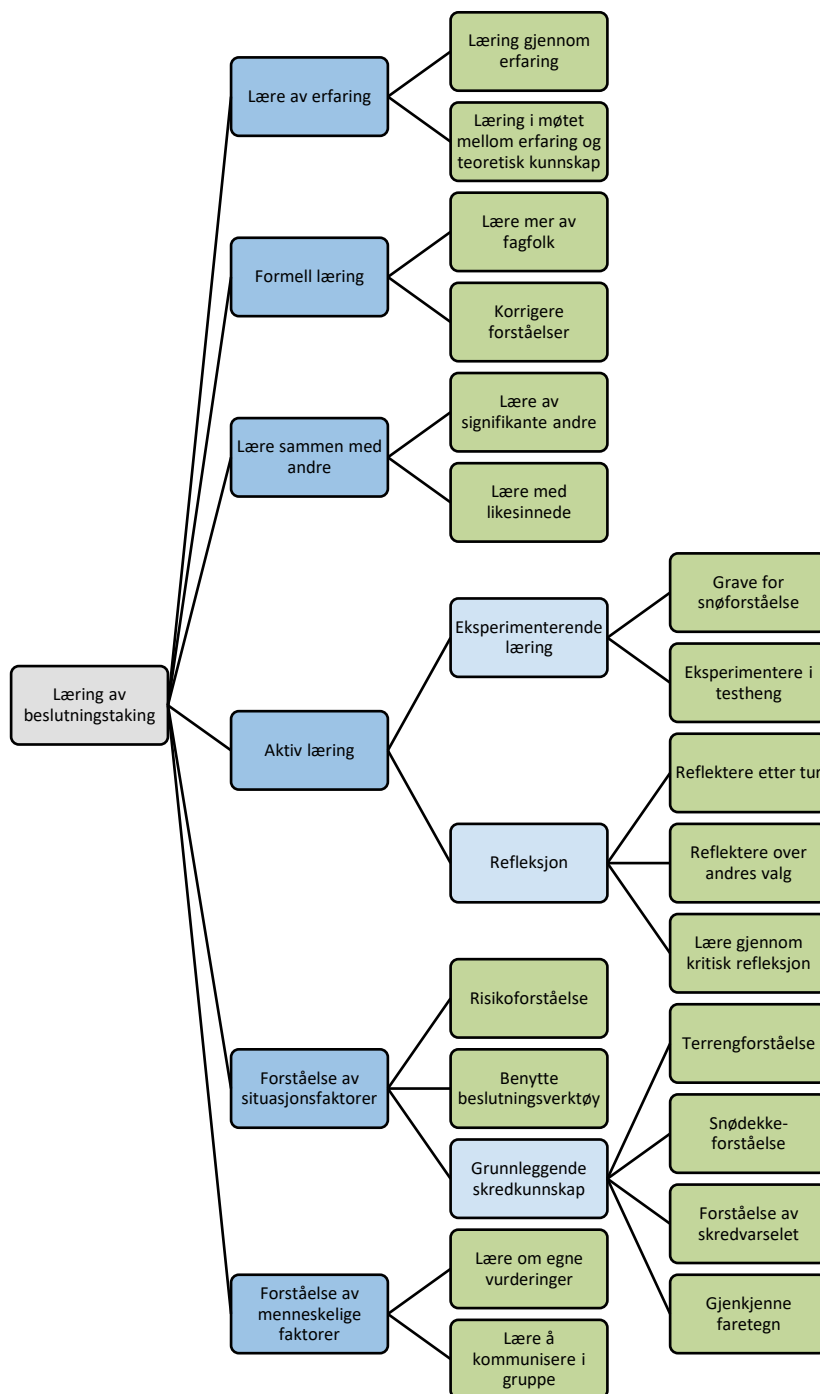 Læring av
beslutningstaking
Lære av erfaring
Læring gjennom
erfaring
Læring i møtet
mellom erfaring og
teoretisk kunnskap
Formell læring
Lære mer av
fagfolk
Korrigere
forståelser
Lære sammen med
andre
Lære av
signifikante andre
Lære med
likesinnede
Aktiv læring
Eksperimenterende
læring
Grave for
snøforståelse
Eksperimentere i
testheng
Refleksjon
Reflektere etter tur
Reflektere over
andres valg
Lære gjennom
kritisk refleksjon
Forståelse av
situasjonsfaktorer
Risikoforståelse
Benytte
beslutningsverktøy
Grunnleggende
skredkunnskap
Terrengforståelse
Snødekke-
forståelse
Forståelse av
skredvarselet
Gjenkjenne
faretegn
Forståelse av
menneskelige
faktorer
Lære om egne
vurderinger
Lære å
kommunisere i
gruppe